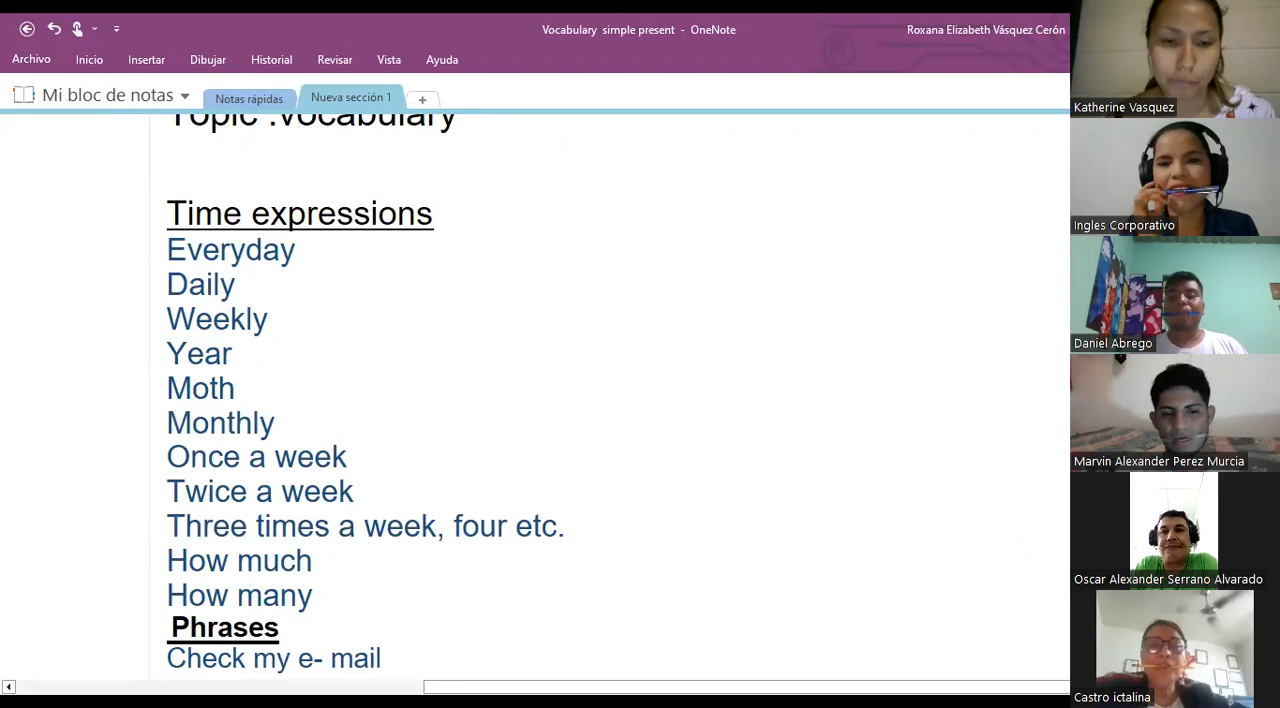 Vocabulary simple present - OneNote
Roxana Elizabeth Vásquez Cerón
Archivo Inicio Insertar Dibujar Historial Revisar Vista Ayuda
Mi bloc de notas
Notas rápidas
Nueva sección 1
+
Topic :Vocabulary
Time expressions
Everyday
Daily
Weekly
Year
Moth
Monthly
Once a week
Twice a week
Three times a week, four etc.
How much
How many
Phrases
Check my e- mail
Katherine Vasquez
Ingles Corporativo
Daniel Abrego
Marvin Alexander Perez Murcia
Oscar Alexander Serrano Alvarado
Castro ictalina